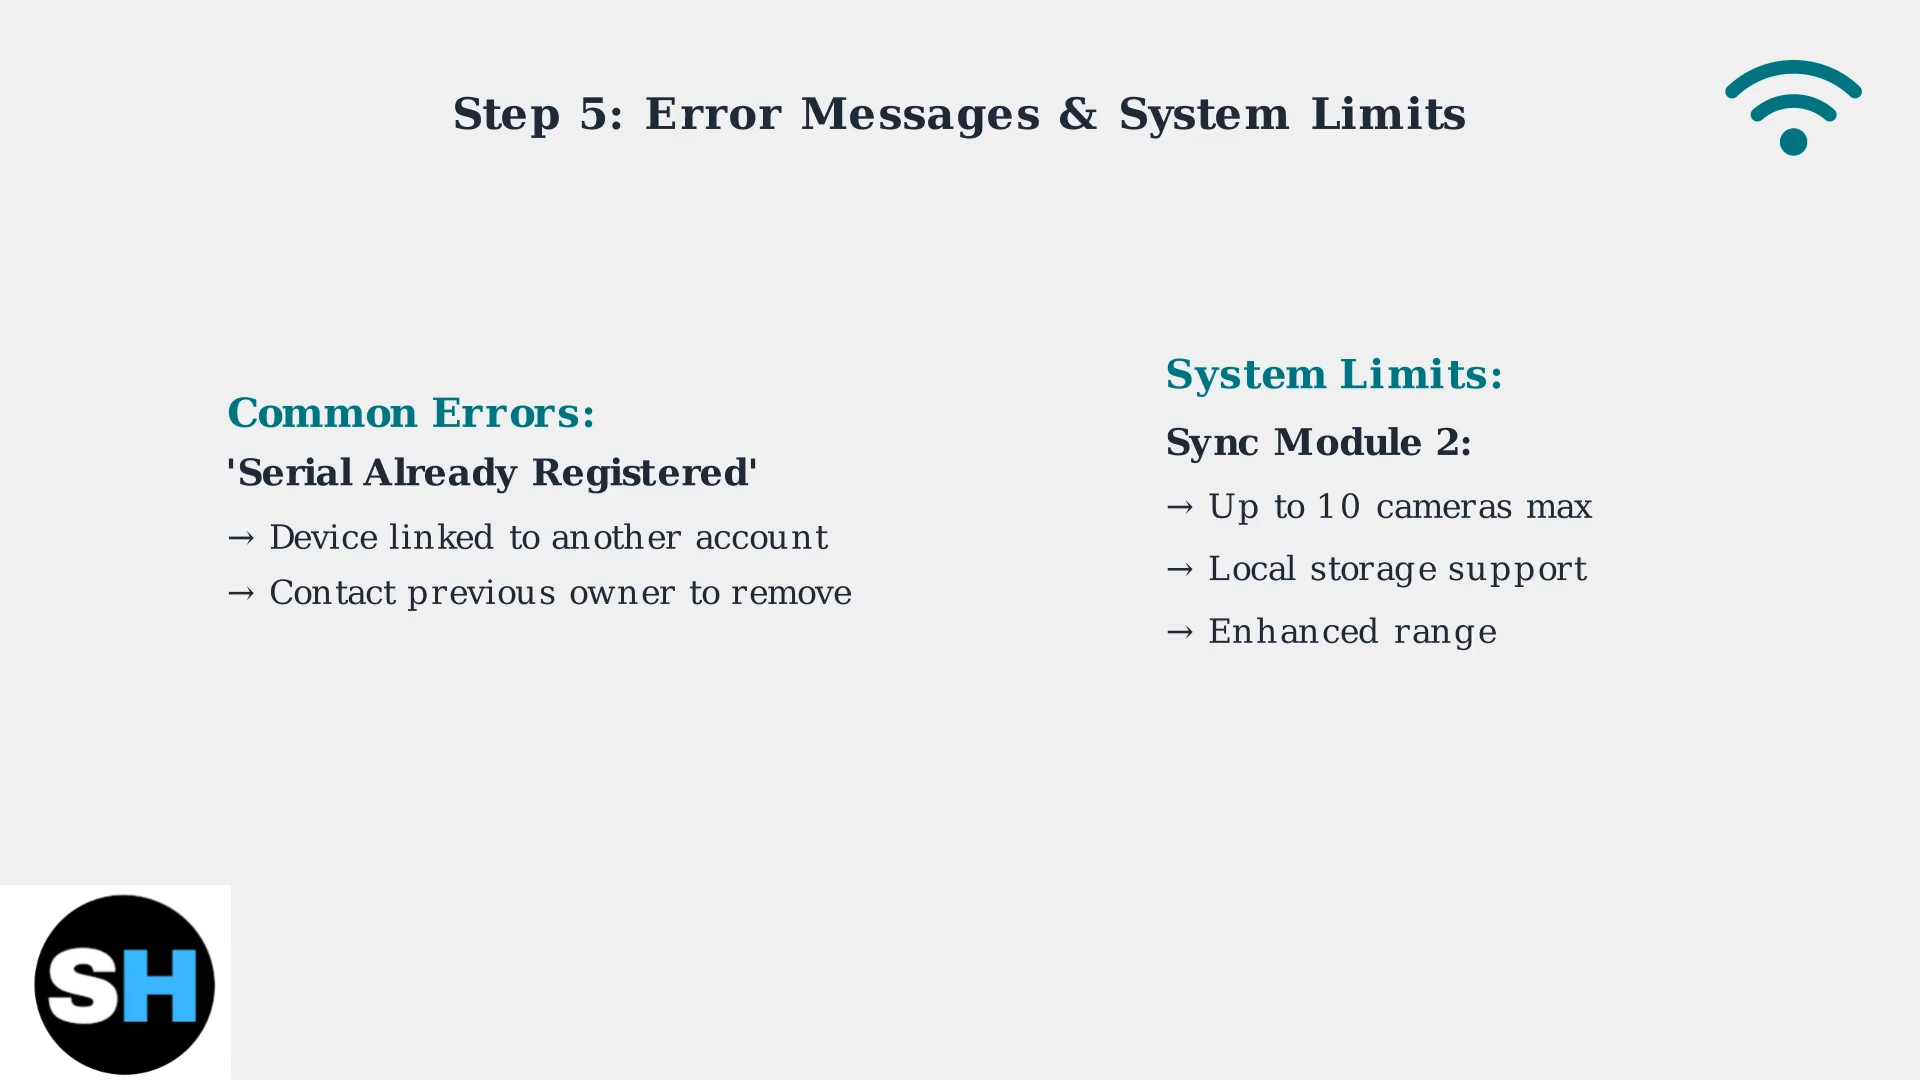 Step 5: Error Messages & System Limits
Common Errors:
'Serial Already Registered'
→ Device linked to another account
→ Contact previous owner to remove
System Limits:
Sync Module 2:
→ Up to 10 cameras max
→ Local storage support
→ Enhanced range
SH